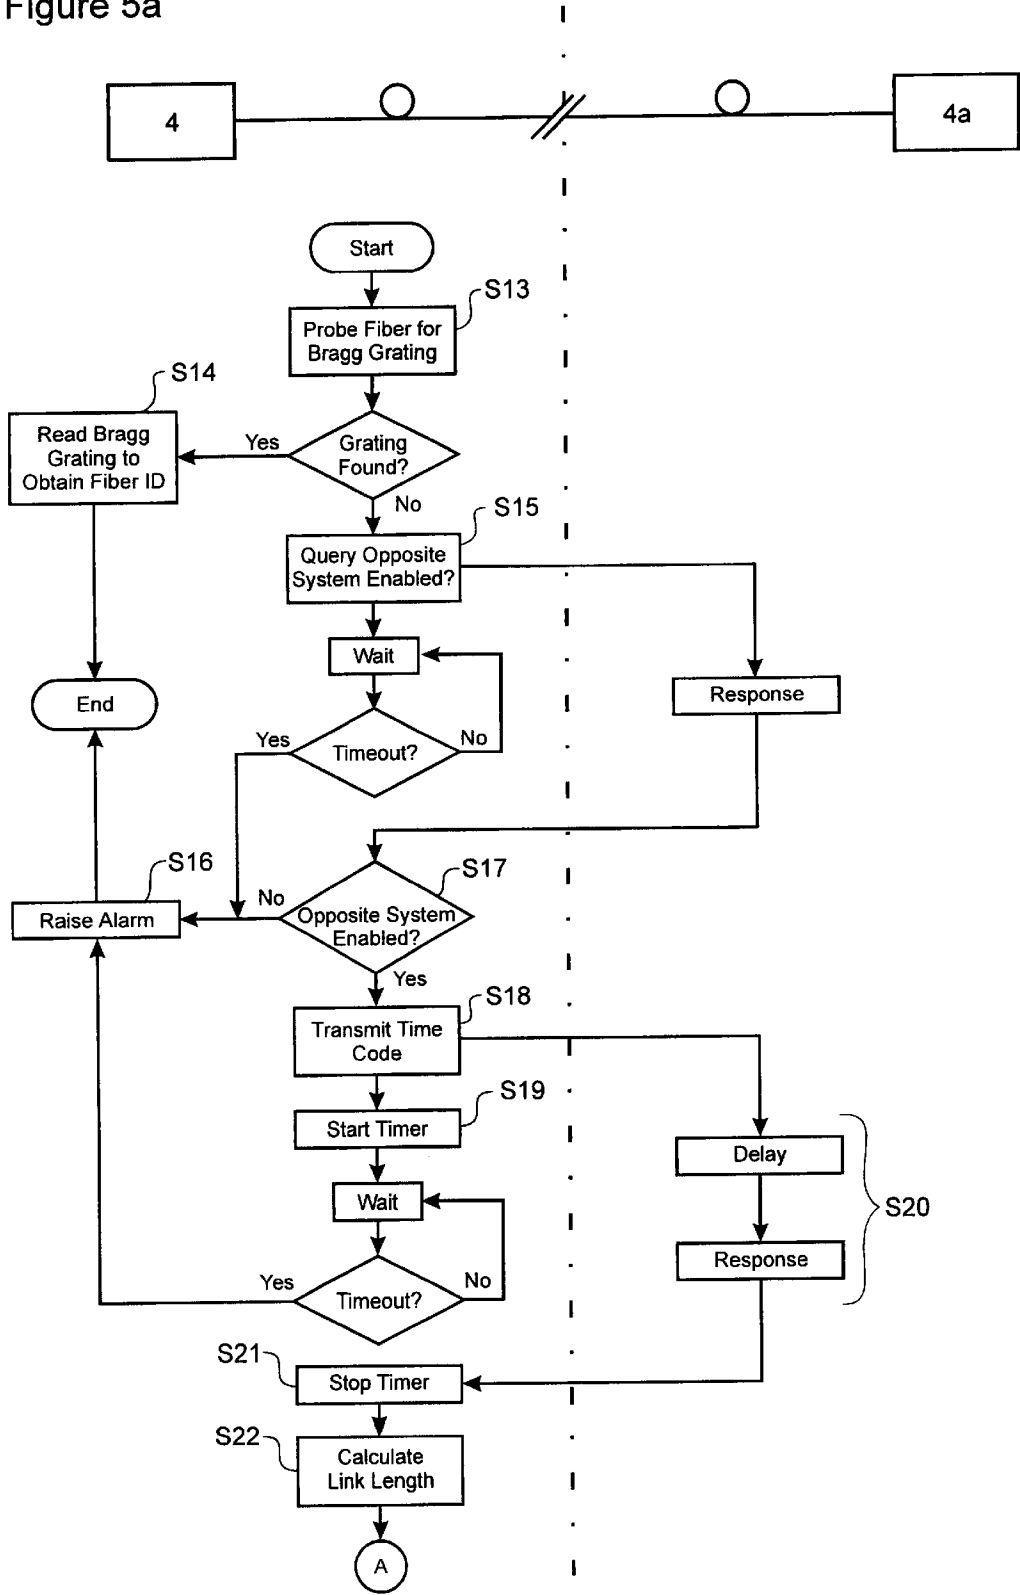 Figure 5a
4
4a
Start
S13
Probe Fiber for
Bragg Grating
S14
Read Bragg
Grating to
Obtain Fiber ID
Yes
Grating
Found?
No
S15
Query Opposite
System Enabled?
Wait
End
Response
Yes
Timeout?
No
S16
Raise Alarm
No
S17
Opposite System
Enabled?
Yes
S18
Transmit Time
Code
S19
Start Timer
Delay
Wait
S20
Response
Yes
Timeout?
No
S21
Stop Timer
S22
Calculate
Link Length
A